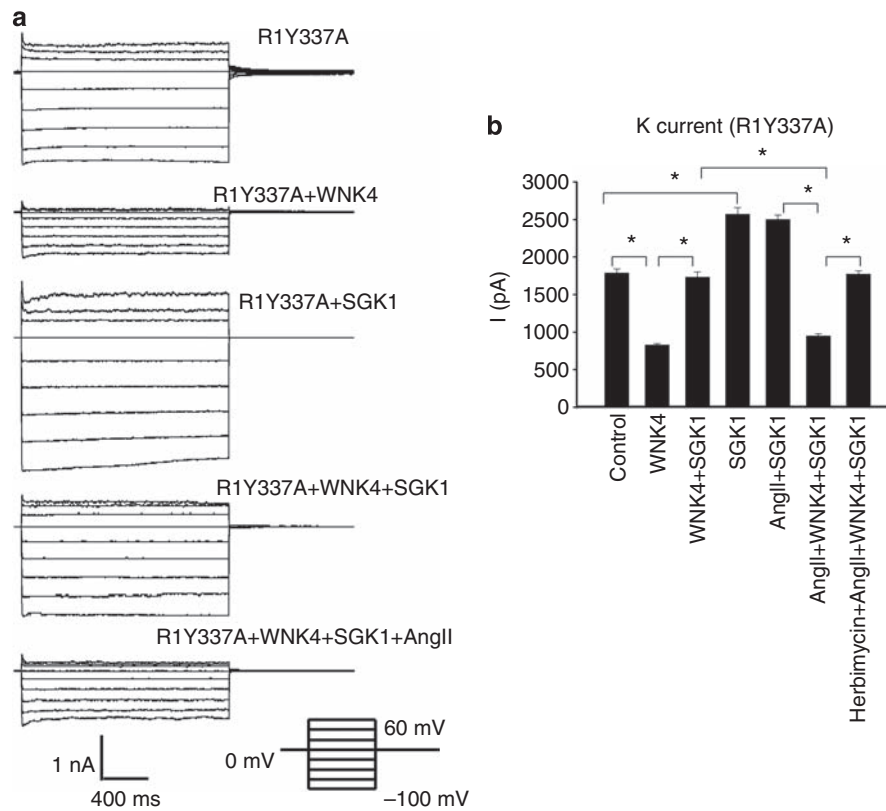 a
R1Y337A
R1Y337A+WNK4
R1Y337A+SGK1
R1Y337A+WNK4+SGK1
R1Y337A+WNK4+SGK1+AngII
1 nA
400 ms
0 mV
60 mV
–100 mV
b
K current (R1Y337A)
*
*
*
*
*
*
I (pA)
3000
2500
2000
1500
1000
500
0
Control
WNK4
WNK4+SGK1
SGK1
AngII+SGK1
AngII+WNK4+SGK1
Herbimycin+AngII+WNK4+SGK1